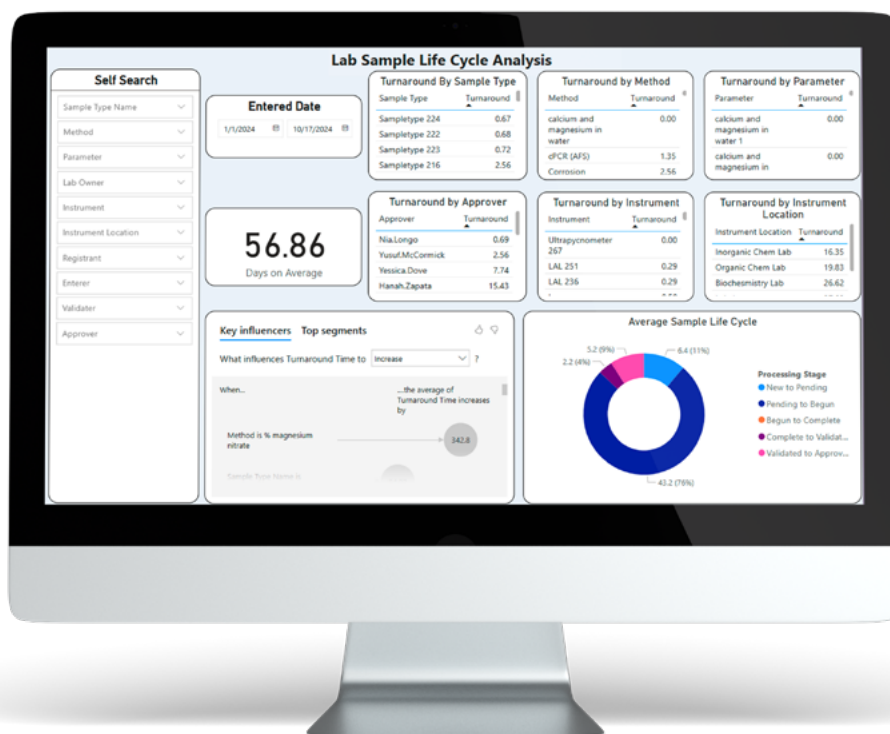 Lab Sample Life Cycle Analysis
Self Search
Sample Type Name
Method
Parameter
Lab Owner
Instrument
Instrument Location
Registrant
Enterer
Validater
Approver
Entered Date
1/1/2024 10/17/2024
56.86
Days on Average
Turnaround By Sample Type
Sample Type Turnaround
Sampletype 224 0.67
Sampletype 222 0.68
Sampletype 223 0.72
Sampletype 216 2.56
Turnaround by Method
Method Turnaround
calcium and 0.00
magnesium in
water
dPCR (AFS) 1.35
Corrosion 2.56
Turnaround by Parameter
Parameter Turnaround
calcium and 0.00
magnesium in
water 1
calcium and 0.00
magnesium in
Turnaround by Approver
Approver Turnaround
Nia.Longo 0.69
Yusuf.McCormick 2.56
Yessica.Dove 7.74
Hanah.Zapata 15.43
Turnaround by Instrument
Instrument Turnaround
Ultrapycnometer 0.00
267
LAL 251 0.29
LAL 236 0.29
Turnaround by Instrument
Location
Instrument Location Turnaround
Inorganic Chem Lab 16.35
Organic Chem Lab 19.83
Biochesmistry Lab 26.62
Key influencers Top segments
What influences Turnaround Time to Increase ?
When...
...the average of
Turnaround Time increases
by
Method is % magnesium
nitrate
342.8
Sample Type Name is
Average Sample Life Cycle
5.2 (9%)
6.4 (11%)
2.2 (4%)
43.2 (76%)
Processing Stage
New to Pending
Pending to Begun
Begun to Complete
Complete to Validat...
Validated to Approv...